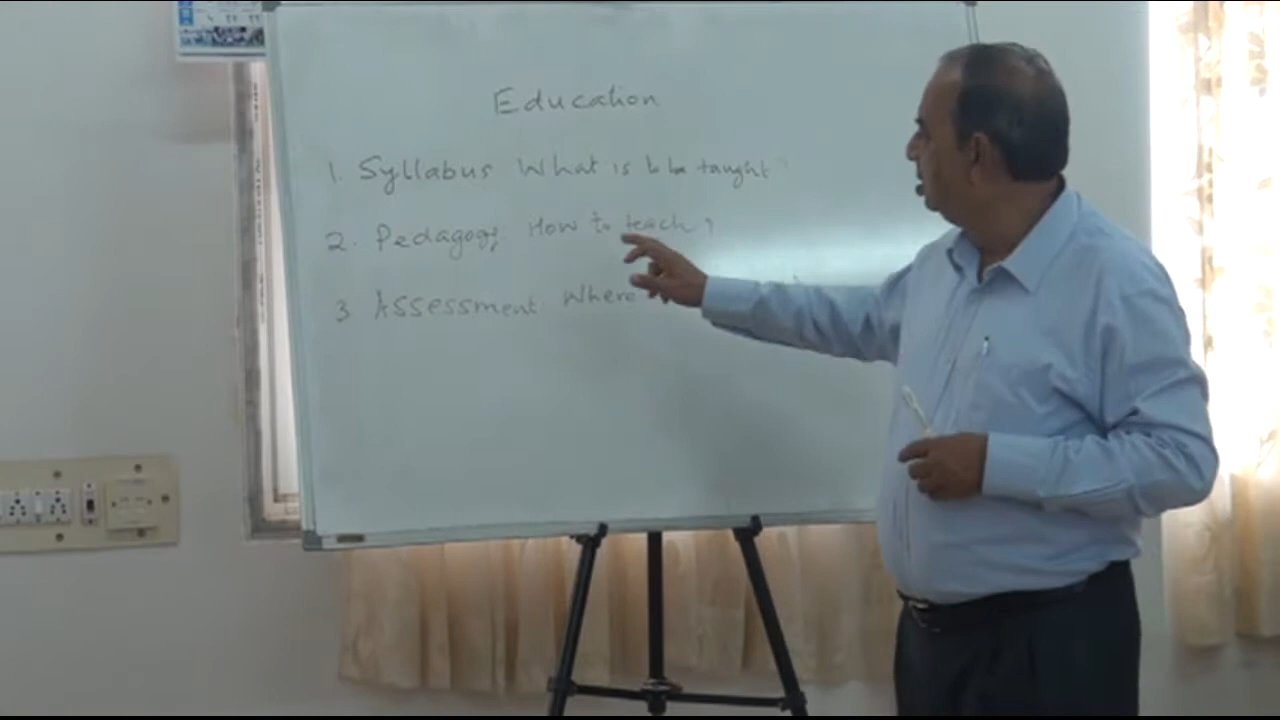 Education
1. Syllabus What is to be taught ?
2. Pedagogy: How to teach ?
3 Assessment Where